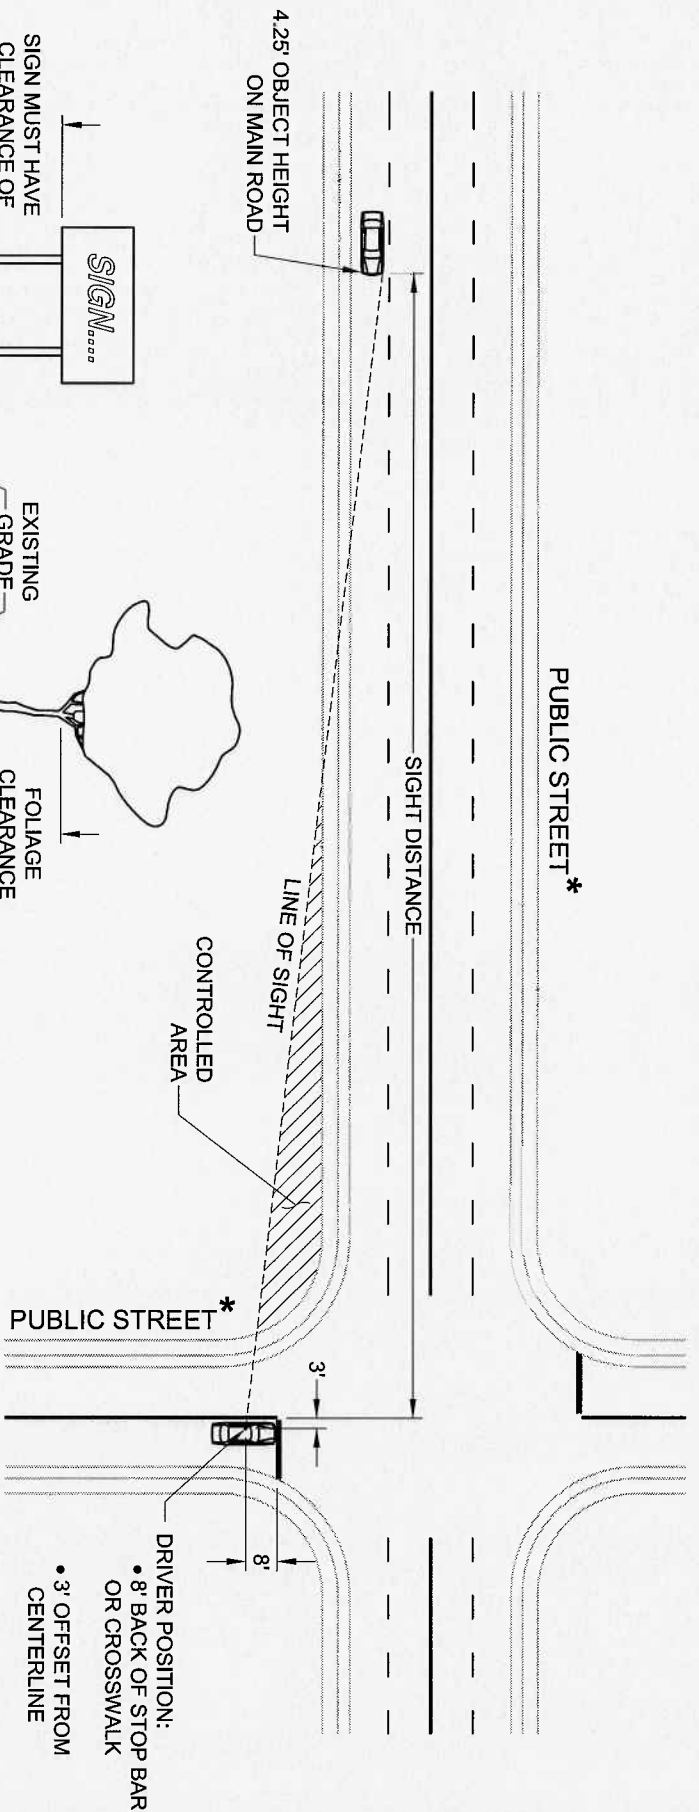 PUBLIC STREET*
SIGHT DISTANCE
4.25' OBJECT HEIGHT
ON MAIN ROAD
LINE OF SIGHT
CONTROLLED
AREA
PUBLIC STREET*
3'
8'
DRIVER POSITION:
• 8' BACK OF STOP BAR
OR CROSSWALK
• 3' OFFSET FROM
CENTERLINE
SIGN....
SIGN MUST HAVE
CLEARANCE OF
EXISTING
GRADE
FOLIAGE
CLEARANCE